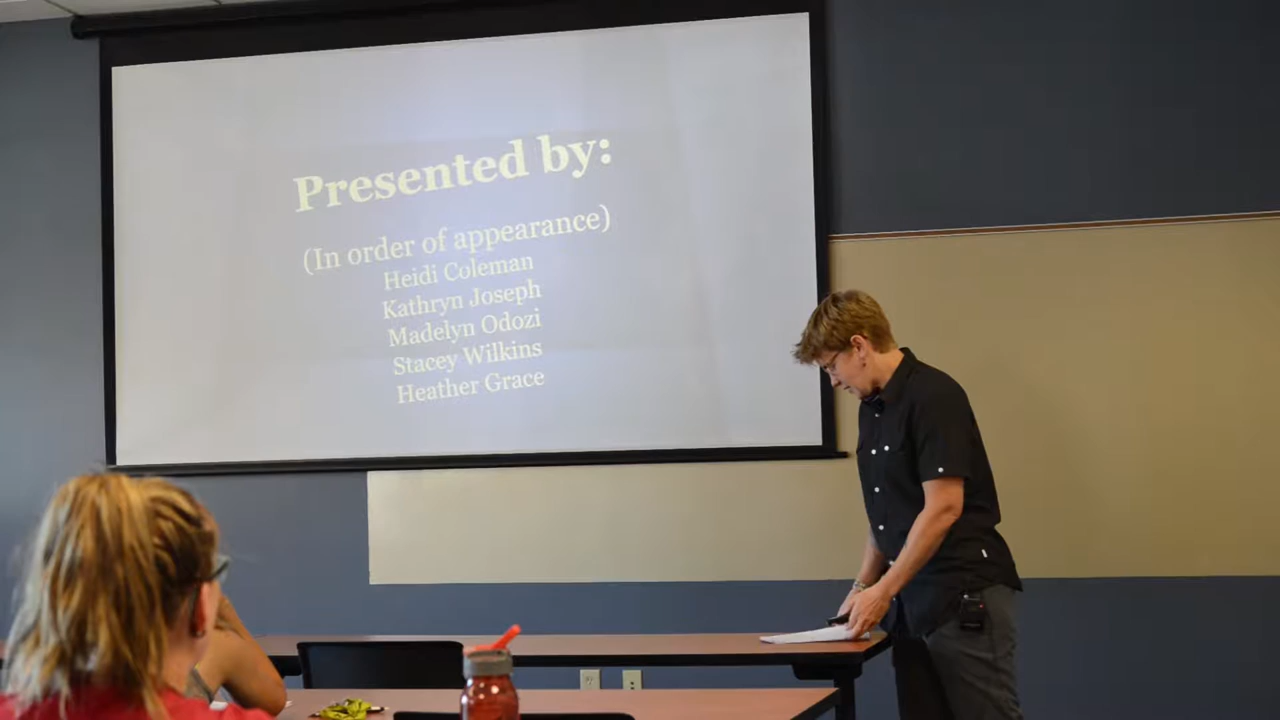 Presented by:
(In order of appearance)
Heidi Coleman
Kathryn Joseph
Madelyn Odozi
Stacey Wilkins
Heather Grace